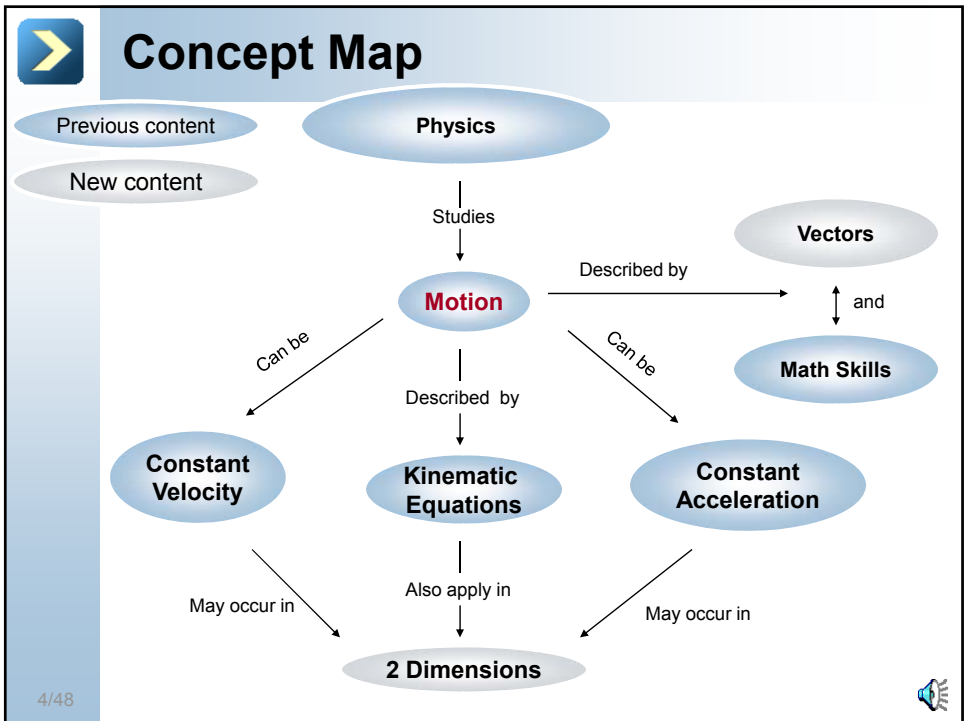 Concept Map
Previous content
Physics
New content
Studies
Vectors
Described by
Motion
and
Can be
Can be
Math Skills
Described by
Constant
Velocity
Kinematic
Equations
Constant
Acceleration
May occur in
Also apply in
May occur in
2 Dimensions
4/48